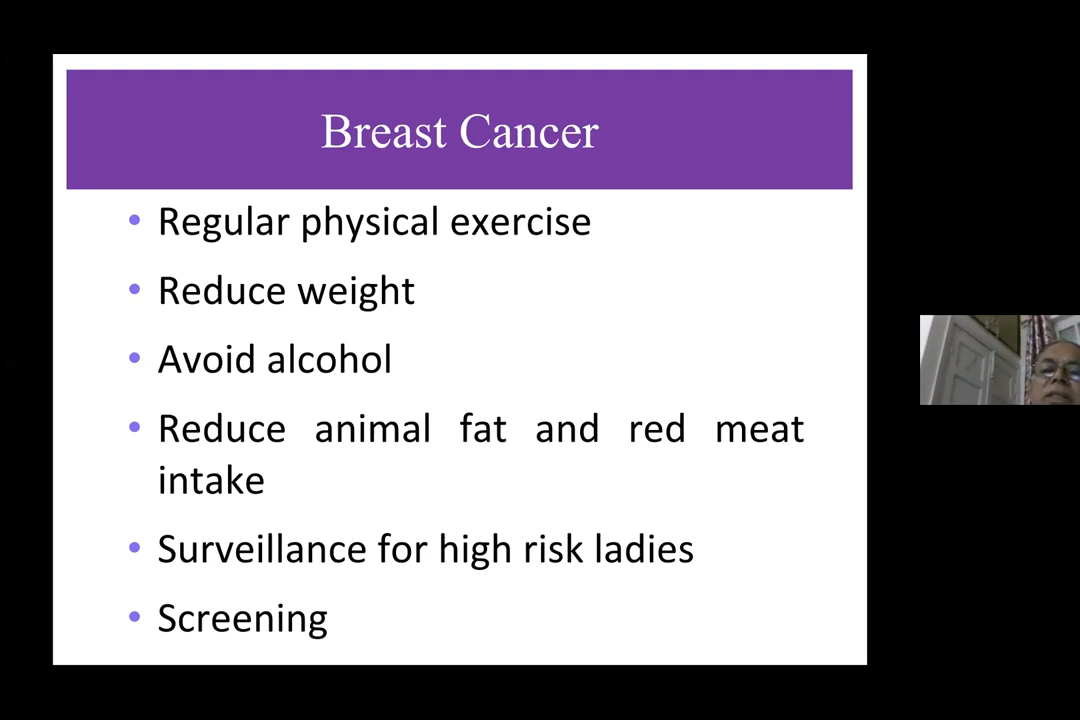 Breast Cancer
• Regular physical exercise
• Reduce weight
• Avoid alcohol
• Reduce animal fat and red meat
intake
• Surveillance for high risk ladies
• Screening